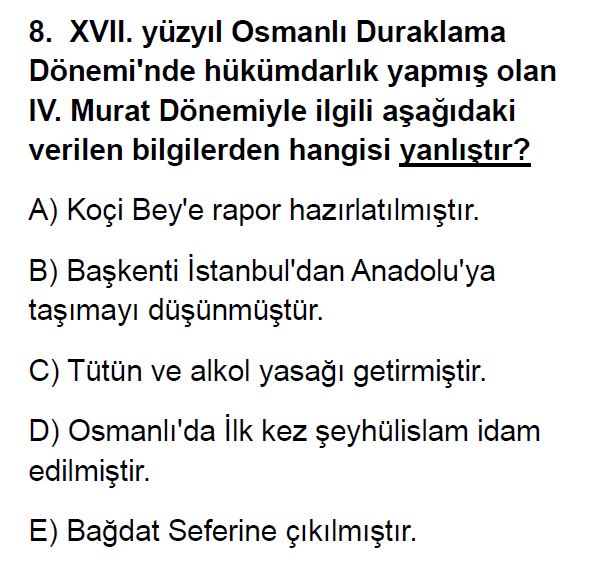 8. XVII. yüzyıl Osmanlı Duraklama
Dönemi'nde hükümdarlık yapmış olan
IV. Murat Dönemiyle ilgili aşağıdaki
verilen bilgilerden hangisi yanlıştır?
A) Koçi Bey'e rapor hazırlatılmıştır.
B) Başkenti İstanbul'dan Anadolu'ya
taşımayı düşünmüştür.
C) Tütün ve alkol yasağı getirmiştir.
D) Osmanlı'da İlk kez şeyhülislam idam
edilmiştir.
E) Bağdat Seferine çıkılmıştır.